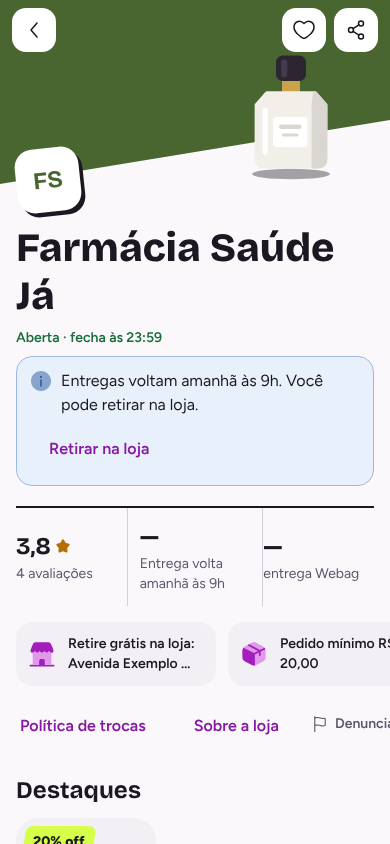 FS
Farmácia Saúde
Já
Aberta · fecha às 23:59
Entregas voltam amanhã às 9h. Você
pode retirar na loja.
Retirar na loja
3,8
4 avaliações
–
Entrega volta
amanhã às 9h
–
entrega Webag
Retire grátis na loja:
Avenida Exemplo ...
Pedido mínimo R$
20,00
Política de trocas
Sobre a loja
Denuncia
Destaques
20% off